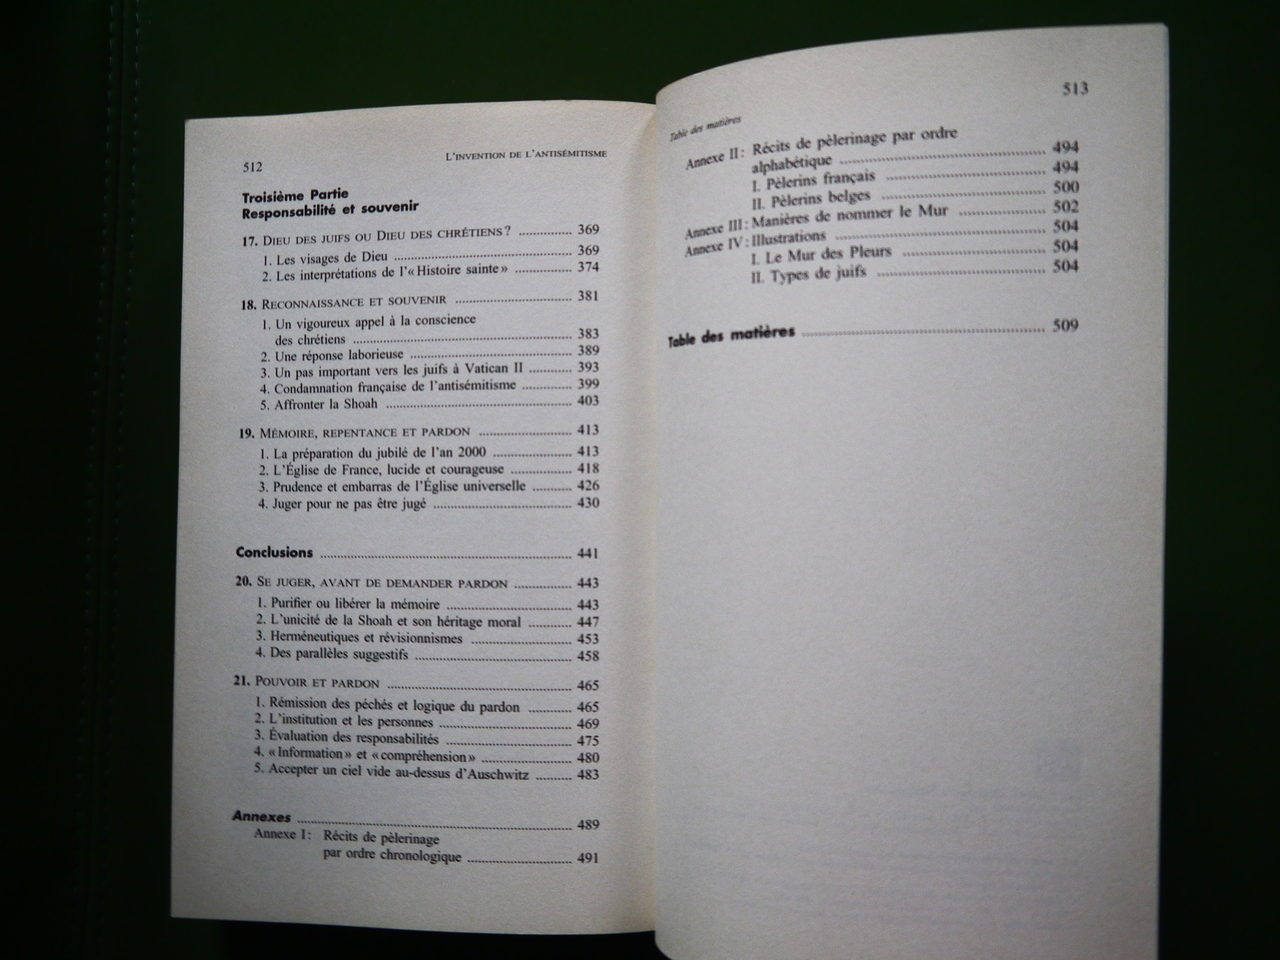 512
L'INVENTION DE L'ANTISÉMITISME
Troisième Partie
Responsabilité et souvenir
17. DIEU DES JUIFS OU DIEU DES CHRÉTIENS ? .............. 369
1. Les visages de Dieu .............. 369
2. Les interprétations de l'« Histoire sainte » .............. 374
18. RECONNAISSANCE ET SOUVENIR .............. 381
1. Un vigoureux appel à la conscience
des chrétiens .............. 383
2. Une réponse laborieuse .............. 389
3. Un pas important vers les juifs à Vatican II .............. 393
4. Condamnation française de l'antisémitisme .............. 399
5. Affronter la Shoah .............. 403
19. MÉMOIRE, REPENTANCE ET PARDON .............. 413
1. La préparation du jubilé de l'an 2000 .............. 413
2. L'Église de France, lucide et courageuse .............. 418
3. Prudence et embarras de l'Église universelle .............. 426
4. Juger pour ne pas être jugé .............. 430
Conclusions .............. 441
20. SE JUGER, AVANT DE DEMANDER PARDON .............. 443
1. Purifier ou libérer la mémoire .............. 443
2. L'unicité de la Shoah et son héritage moral .............. 447
3. Herméneutiques et révisionnismes .............. 453
4. Des parallèles suggestifs .............. 458
21. POUVOIR ET PARDON .............. 465
1. Rémission des péchés et logique du pardon .............. 465
2. L'institution et les personnes .............. 469
3. Évaluation des responsabilités .............. 475
4. « Information » et « compréhension » .............. 480
5. Accepter un ciel vide au-dessus d'Auschwitz .............. 483
Annexes .............. 489
Annexe I : Récits de pèlerinage
par ordre chronologique .............. 491
Table des matières
513
Annexe II : Récits de pèlerinage par ordre
alphabétique .............. 494
I. Pèlerins français .............. 494
II. Pèlerins belges .............. 500
Annexe III : Manières de nommer le Mur .............. 502
Annexe IV : Illustrations .............. 504
I. Le Mur des Pleurs .............. 504
II. Types de juifs .............. 504
Table des matières .............. 509